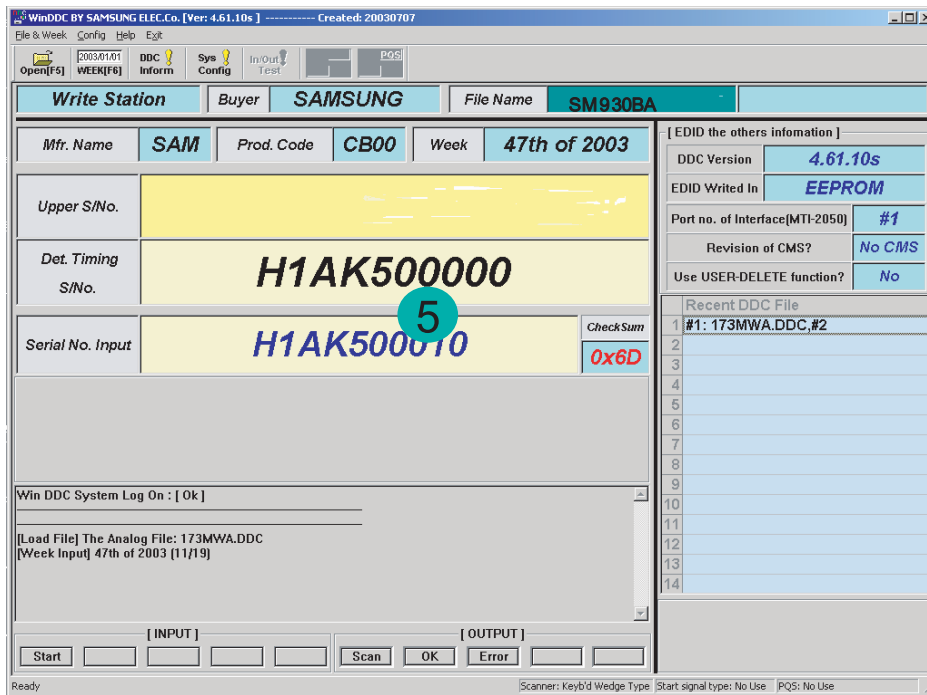 WinDDC BY SAMSUNG ELEC.Co. [Ver: 4.61.10s ] ----------- Created: 20030707
File & Week Config Help Exit
Open[F5] 2003/01/01 WEEK[F6] DDC Inform Sys Config In/Out Test PQS
Write Station Buyer SAMSUNG File Name SM930BA
Mfr. Name SAM Prod. Code CB00 Week 47th of 2003
Upper S/No.
Det. Timing
S/No.
H1AK500000
5
Serial No. Input H1AK500010
CheckSum
0x6D
Win DDC System Log On : [ Ok ]
[Load File] The Analog File: 173MWA.DDC
[Week Input] 47th of 2003 (11/19)
[ INPUT ]
Start
[ OUTPUT ]
Scan OK Error
[ EDID the others infomation ]
DDC Version 4.61.10s
EDID Writed In EEPROM
Port no. of Interface(MTI-2050) #1
Revision of CMS? No CMS
Use USER-DELETE function? No
Recent DDC File
1 #1: 173MWA.DDC,#2
2
3
4
5
6
7
8
9
10
11
12
13
14
Ready Scanner: Keyb'd Wedge Type Start signal type: No Use PQS: No Use